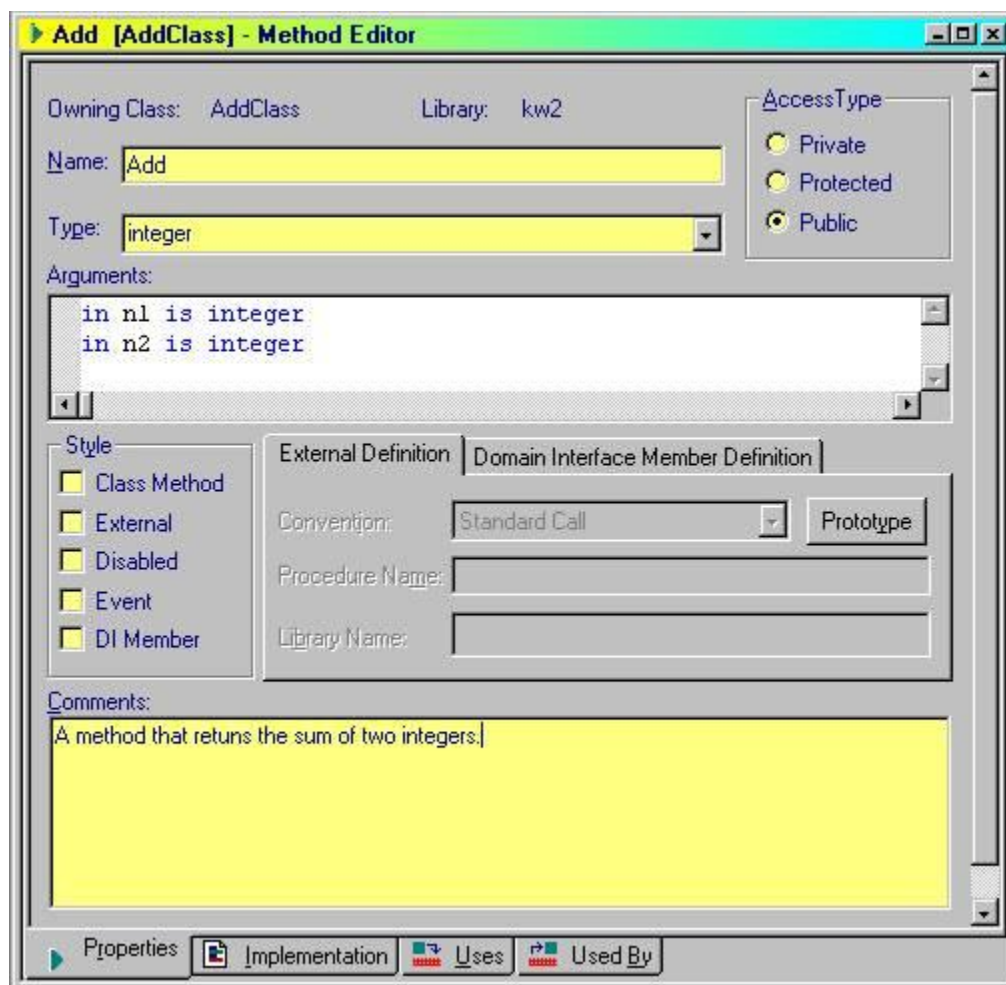 Add [AddClass] - Method Editor
Owning Class: AddClass Library: kw2
AccessType
Private
Protected
Public
Name: Add
Type: integer
Arguments:
in n1 is integer
in n2 is integer
Style
Class Method
External
Disabled
Event
DI Member
External Definition Domain Interface Member Definition
Convention: Standard Call Prototype
Procedure Name:
Library Name:
Comments:
A method that retuns the sum of two integers.
Properties Implementation Uses Used By